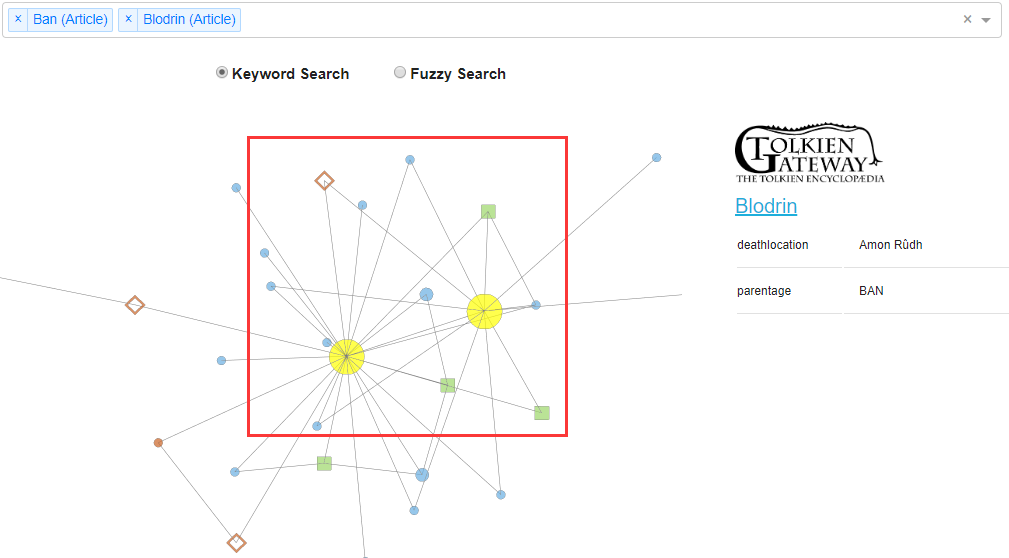 × Ban (Article) × Blodrin (Article) ×
Keyword Search Fuzzy Search
TOLKIEN
GATEWAY
THE TOLKIEN ENCYCLOPÆDIA
Blodrin
deathlocation Amon Rûdh
parentage BAN